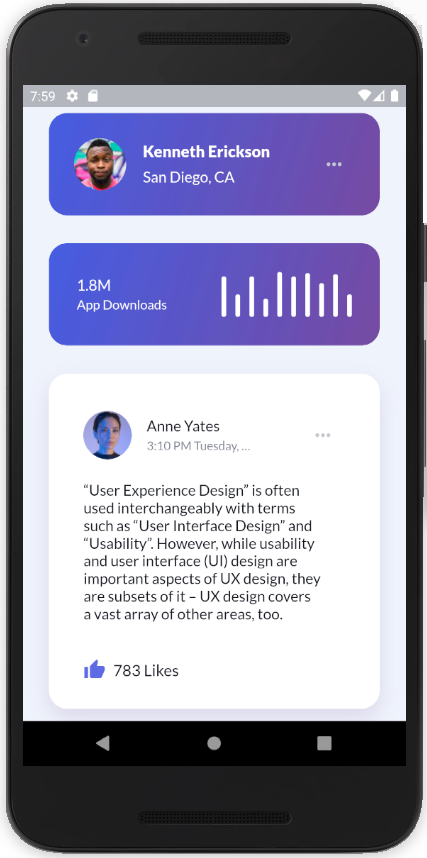 7:59
Kenneth Erickson
San Diego, CA
1.8M
App Downloads
Anne Yates
3:10 PM Tuesday, ...
“User Experience Design” is often
used interchangeably with terms
such as “User Interface Design” and
“Usability”. However, while usability
and user interface (UI) design are
important aspects of UX design, they
are subsets of it – UX design covers
a vast array of other areas, too.
783 Likes